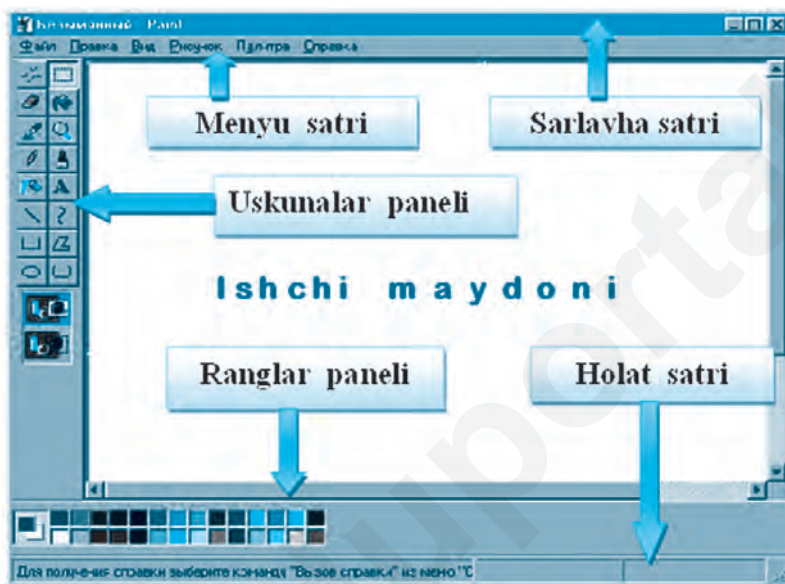 Безымянный - Paint
Файл Правка Вид Рисунок Палитра Справка
Menyu satri
Sarlavha satri
Uskunalar paneli
Ishchi maydoni
Ranglar paneli
Holat satri
Для получения справки выберите команду "Вызов справки" из меню "С
uportal